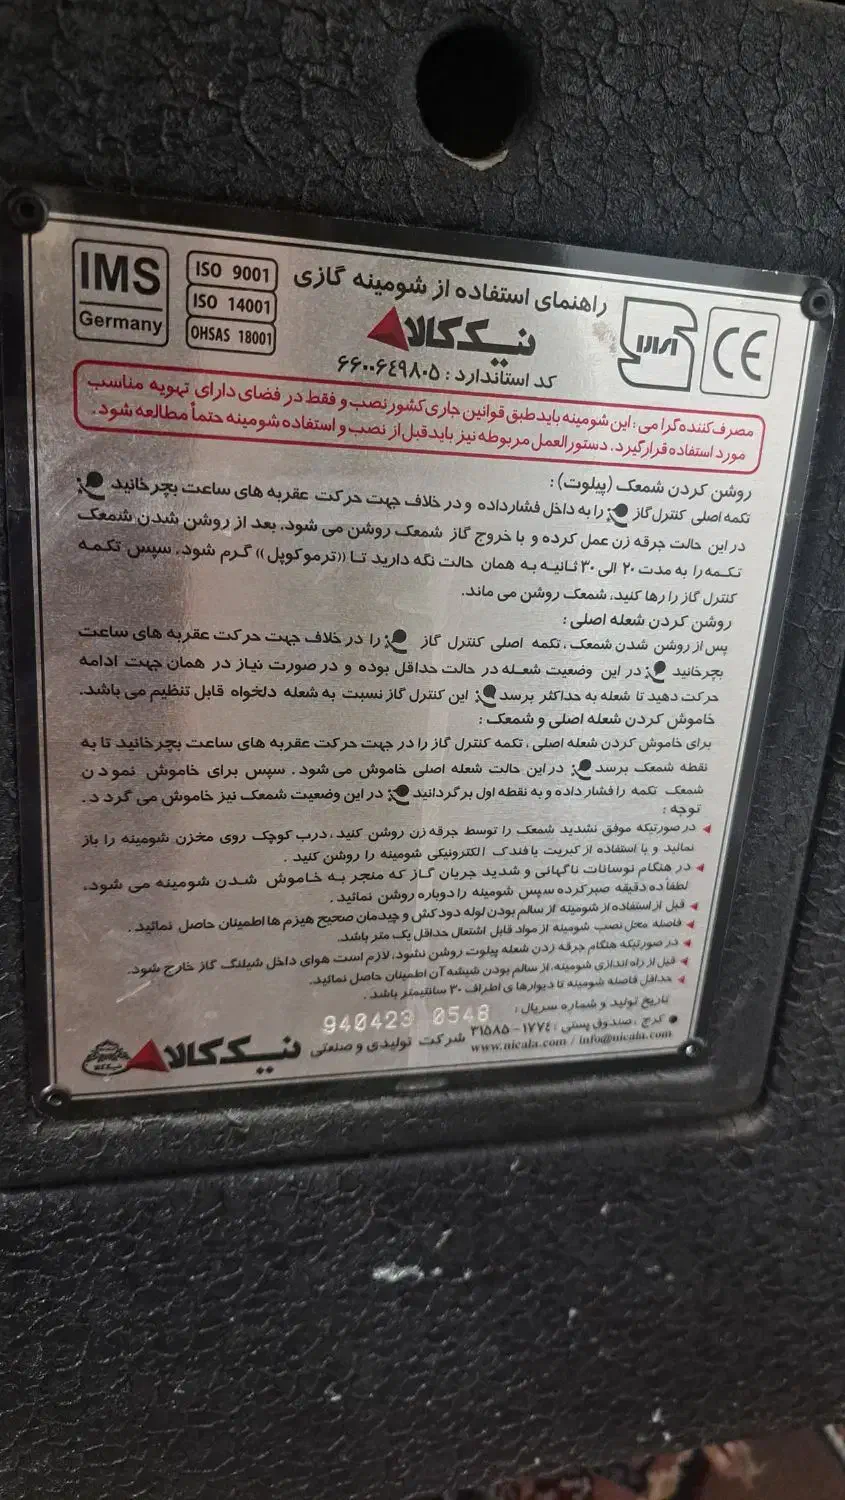 IMS
Germany
ISO 9001
ISO 14001
OHSAS 18001
راهنمای استفاده از شومینه گازی
نیک کالا
کد استاندارد : ۶۶۰۰۶۴۹۸۰۵
CE
مصرف کننده گرامی : این شومینه باید طبق قوانین جاری کشور نصب و فقط در فضای دارای تهویه مناسب
مورد استفاده قرار گیرد. دستورالعمل مربوطه نیز باید قبل از نصب و استفاده شومینه حتماً مطالعه شود.
روشن کردن شمعک (پیلوت) :
تکمه اصلی کنترل گاز را به داخل فشار داده و در خلاف جهت حرکت عقربه های ساعت بچرخانید
در این حالت جرقه زن عمل کرده و با خروج گاز شمعک روشن می شود. بعد از روشن شدن شمعک
تکمه را به مدت ۲۰ الی ۳۰ ثانیه به همان حالت نگه دارید تا ((ترموکوپل)) گرم شود. سپس تکمه
کنترل گاز را رها کنید، شمعک روشن می ماند.
روشن کردن شعله اصلی :
پس از روشن شدن شمعک ، تکمه اصلی کنترل گاز را در خلاف جهت حرکت عقربه های ساعت
بچرخانید در این وضعیت شعله در حالت حداقل بوده و در صورت نیاز در همان جهت ادامه
حرکت دهید تا شعله به حداکثر برسد این کنترل گاز نسبت به شعله دلخواه قابل تنظیم می باشد.
خاموش کردن شعله اصلی و شمعک :
برای خاموش کردن شعله اصلی ، تکمه کنترل گاز را در جهت حرکت عقربه های ساعت بچرخانید تا به
نقطه شمعک برسد در این حالت شعله اصلی خاموش می شود . سپس برای خاموش نمودن
شمعک تکمه را فشار داده و به نقطه اول برگردانید در این وضعیت شمعک نیز خاموش می گردد .
توجه :
در صورتیکه موفق نشدید شمعک را توسط جرقه زن روشن کنید ، درب کوچک روی مخزن شومینه را باز
نمائید و با استفاده از کبریت یا فندک الکترونیکی شومینه را روشن کنید .
در هنگام نوسانات ناگهانی و شدید جریان گاز که منجر به خاموش شدن شومینه می شود،
لطفاً ده دقیقه صبر کرده سپس شومینه را دوباره روشن نمائید .
قبل از استفاده از شومینه از سالم بودن لوله دودکش و چیدمان صحیح هیزم ها اطمینان حاصل نمائید .
فاصله محل نصب شومینه از مواد قابل اشتعال حداقل یک متر باشد.
در صورتیکه هنگام جرقه زدن شعله پیلوت روشن نشود، لازم است هوای داخل شیلنگ گاز خارج شود.
قبل از راه اندازی شومینه، از سالم بودن شیشه آن اطمینان حاصل نمائید.
حداقل فاصله شومینه تا دیوارهای اطراف ۳۰ سانتیمتر باشد .
تاریخ تولید و شماره سریال : 940423 0548
کرج ، صندوق پستی : ۱۷۷۴-۳۱۵۸۵
شرکت تولیدی و صنعتی نیک کالا
www.nicala.com / info@nicala.com